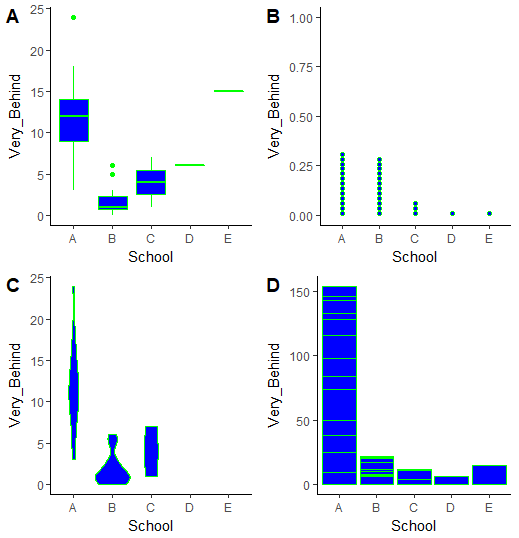 A
Very_Behind
25
20
15
10
5
0
A B C D E
School
B
Very_Behind
1.00
0.75
0.50
0.25
0.00
A B C D E
School
C
Very_Behind
25
20
15
10
5
0
A B C D E
School
D
Very_Behind
150
100
50
0
A B C D E
School